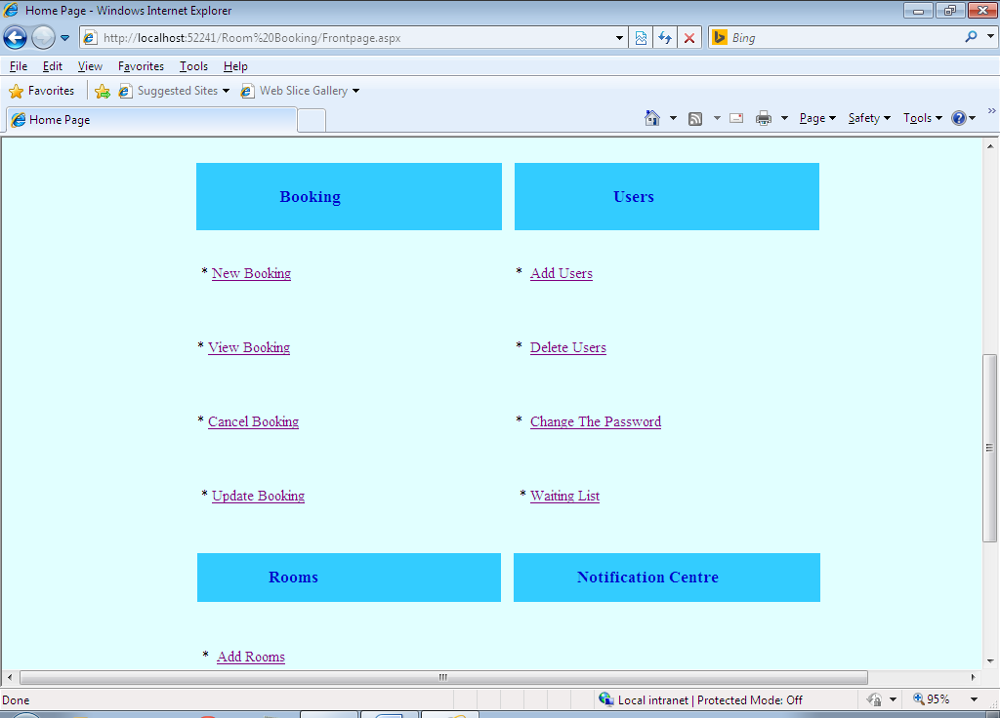 Home Page - Windows Internet Explorer
http://localhost:52241/Room%20Booking/Frontpage.aspx
Bing
File Edit View Favorites Tools Help
Favorites Suggested Sites Web Slice Gallery
Home Page Page Safety Tools »
Booking Users
* New Booking * Add Users
* View Booking * Delete Users
* Cancel Booking * Change The Password
* Update Booking * Waiting List
Rooms Notification Centre
* Add Rooms
Done Local intranet | Protected Mode: Off 95%